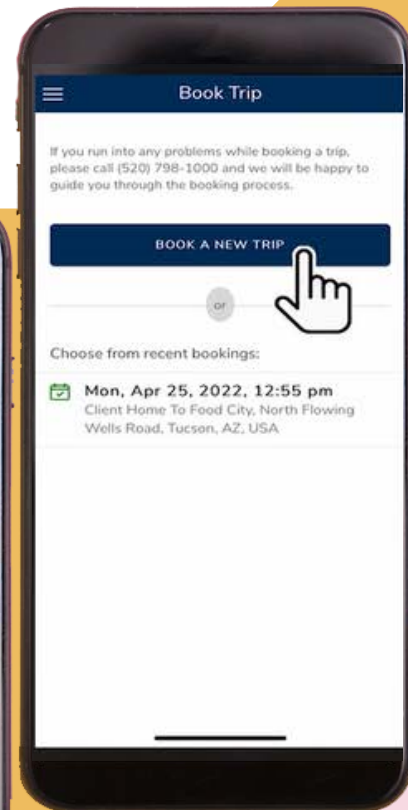 Book Trip
If you run into any problems while booking a trip,
please call (520) 798-1000 and we will be happy to
guide you through the booking process.
BOOK A NEW TRIP
or
Choose from recent bookings:
Mon, Apr 25, 2022, 12:55 pm
Client Home To Food City, North Flowing
Wells Road, Tucson, AZ, USA